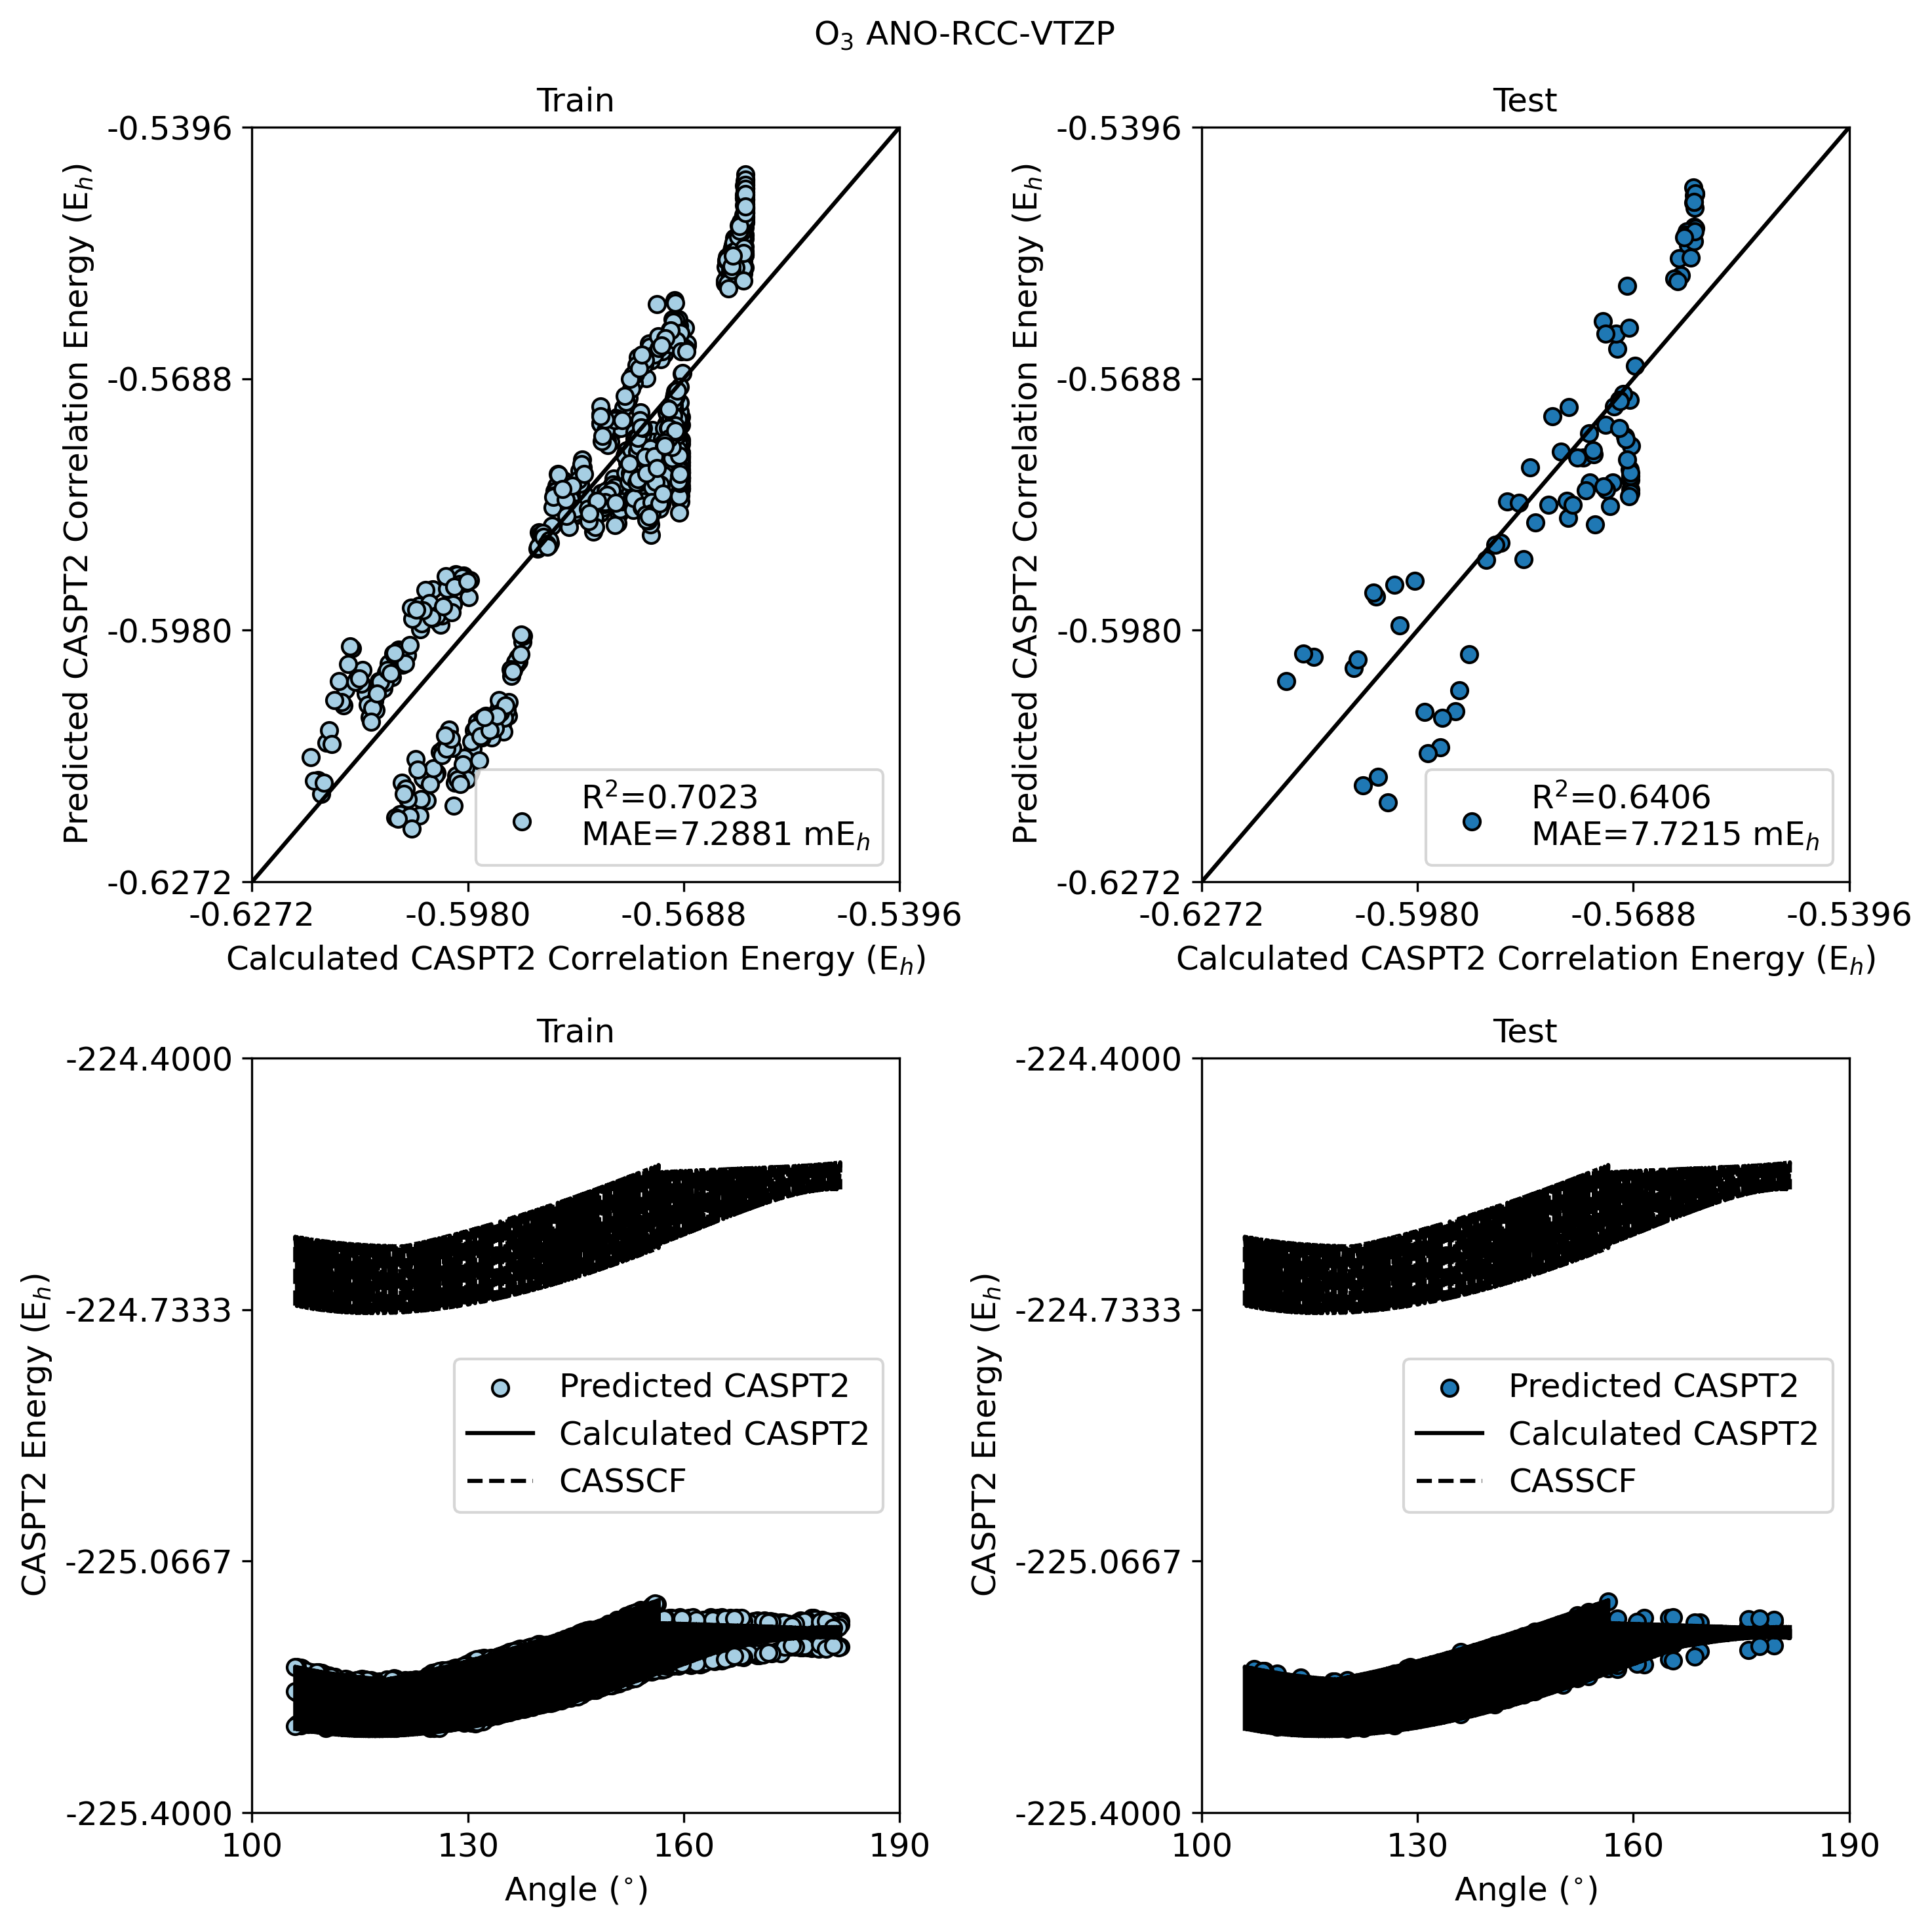 O₃ ANO-RCC-VTZP
Train
Predicted CASPT2 Correlation Energy (Eₕ)
-0.5396
-0.5688
-0.5980
-0.6272
R²=0.7023
MAE=7.2881 mEₕ
-0.6272 -0.5980 -0.5688 -0.5396
Calculated CASPT2 Correlation Energy (Eₕ)
Test
Predicted CASPT2 Correlation Energy (Eₕ)
-0.5396
-0.5688
-0.5980
-0.6272
R²=0.6406
MAE=7.7215 mEₕ
-0.6272 -0.5980 -0.5688 -0.5396
Calculated CASPT2 Correlation Energy (Eₕ)
Train
CASPT2 Energy (Eₕ)
-224.4000
-224.7333
-225.0667
-225.4000
Predicted CASPT2
Calculated CASPT2
CASSCF
100 130 160 190
Angle (°)
Test
CASPT2 Energy (Eₕ)
-224.4000
-224.7333
-225.0667
-225.4000
Predicted CASPT2
Calculated CASPT2
CASSCF
100 130 160 190
Angle (°)